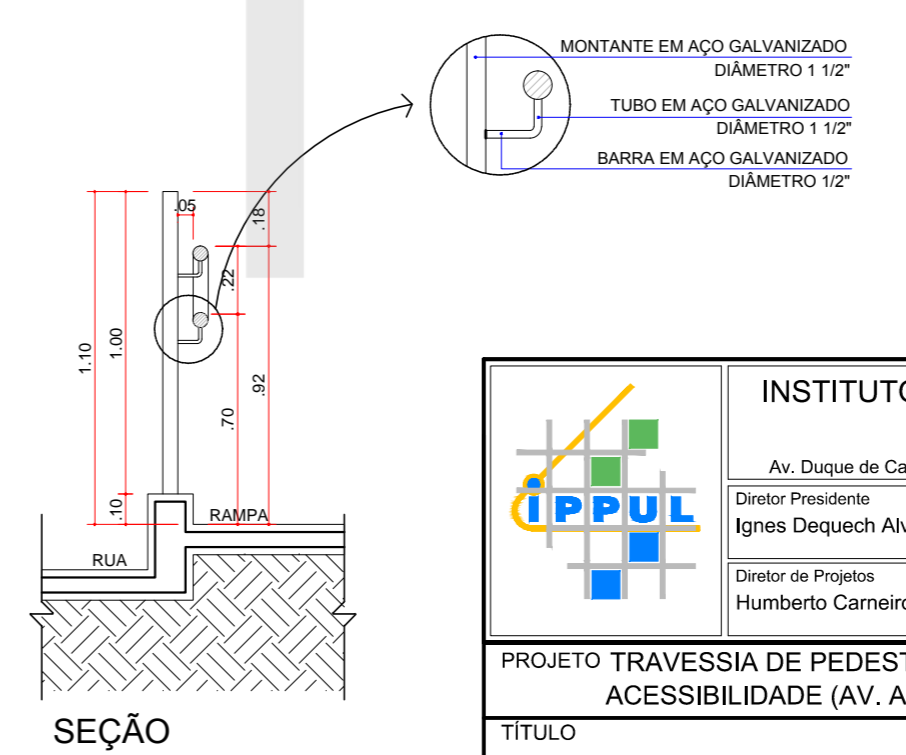 MONTANTE EM AÇO GALVANIZADO
DIÂMETRO 1 1/2"
TUBO EM AÇO GALVANIZADO
DIÂMETRO 1 1/2"
BARRA EM AÇO GALVANIZADO
DIÂMETRO 1/2"
.05
.18
.22
1.10
1.00
.92
.70
.10
RAMPA
RUA
SEÇÃO
IPPUL
INSTITUTO
Av. Duque de Ca
Diretor Presidente
Ignes Dequech Alv
Diretor de Projetos
Humberto Carneiro
PROJETO TRAVESSIA DE PEDEST
ACESSIBILIDADE (AV. A
TÍTULO